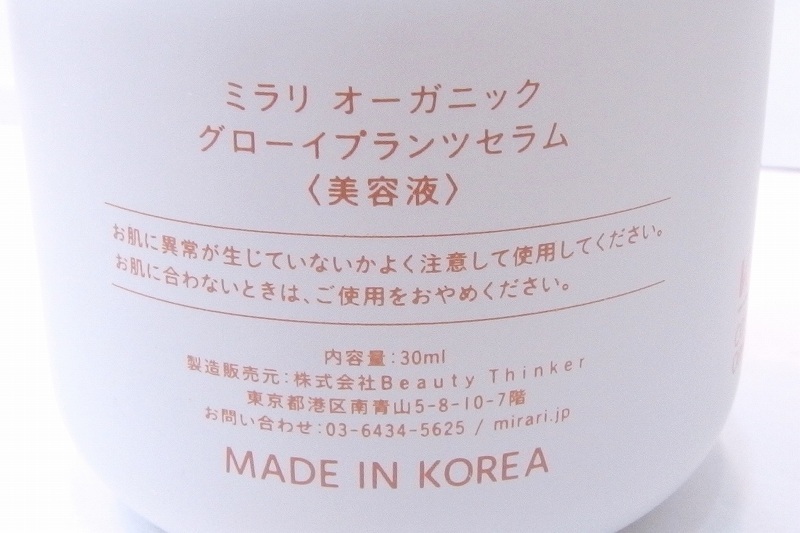 ミラリ オーガニック
グローイプランツセラム
〈美容液〉
お肌に異常が生じていないかよく注意して使用してください。
お肌に合わないときは、ご使用をおやめください。
内容量:30ml
製造販売元:株式会社Beauty Thinker
東京都港区南青山5-8-10-7階
お問い合わせ:03-6434-5625 / mirari.jp
MADE IN KOREA